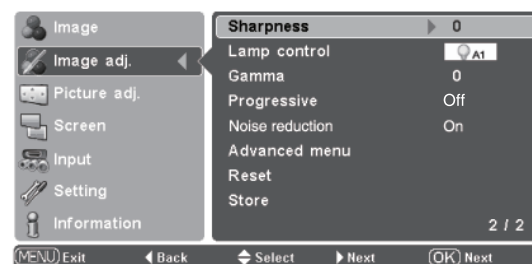 Image
Image adj.
Picture adj.
Screen
Input
Setting
Information
Sharpness 0
Lamp control A1
Gamma 0
Progressive Off
Noise reduction On
Advanced menu
Reset
Store
2 / 2
MENU Exit Back Select Next OK Next